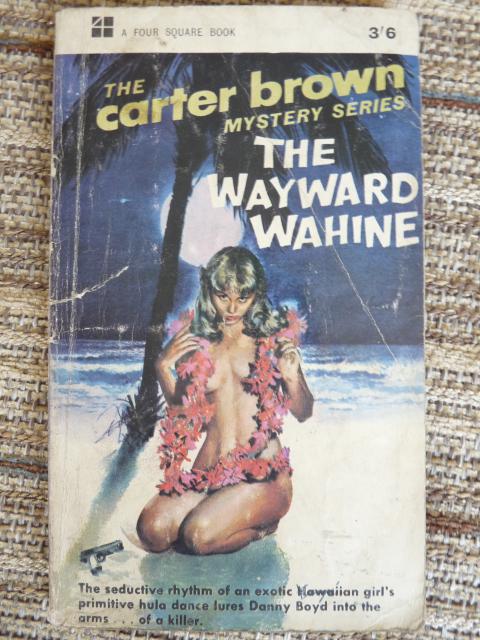 A FOUR SQUARE BOOK
3/6
THE
carter brown
MYSTERY SERIES
THE
WAYWARD
WAHINE
The seductive rhythm of an exotic Hawaiian girl's
primitive hula dance lures Danny Boyd into the
arms . . . of a killer.